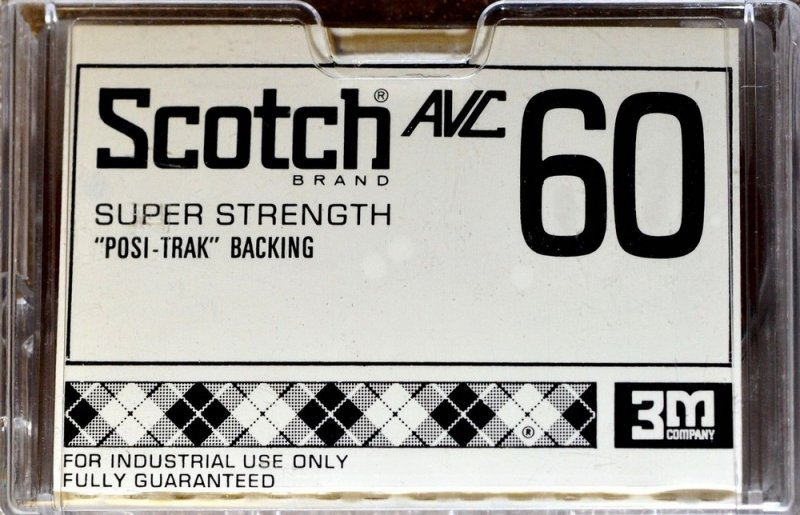 Scotch® AVC 60
BRAND
SUPER STRENGTH
"POSI-TRAK" BACKING
®
3M
COMPANY
FOR INDUSTRIAL USE ONLY
FULLY GUARANTEED